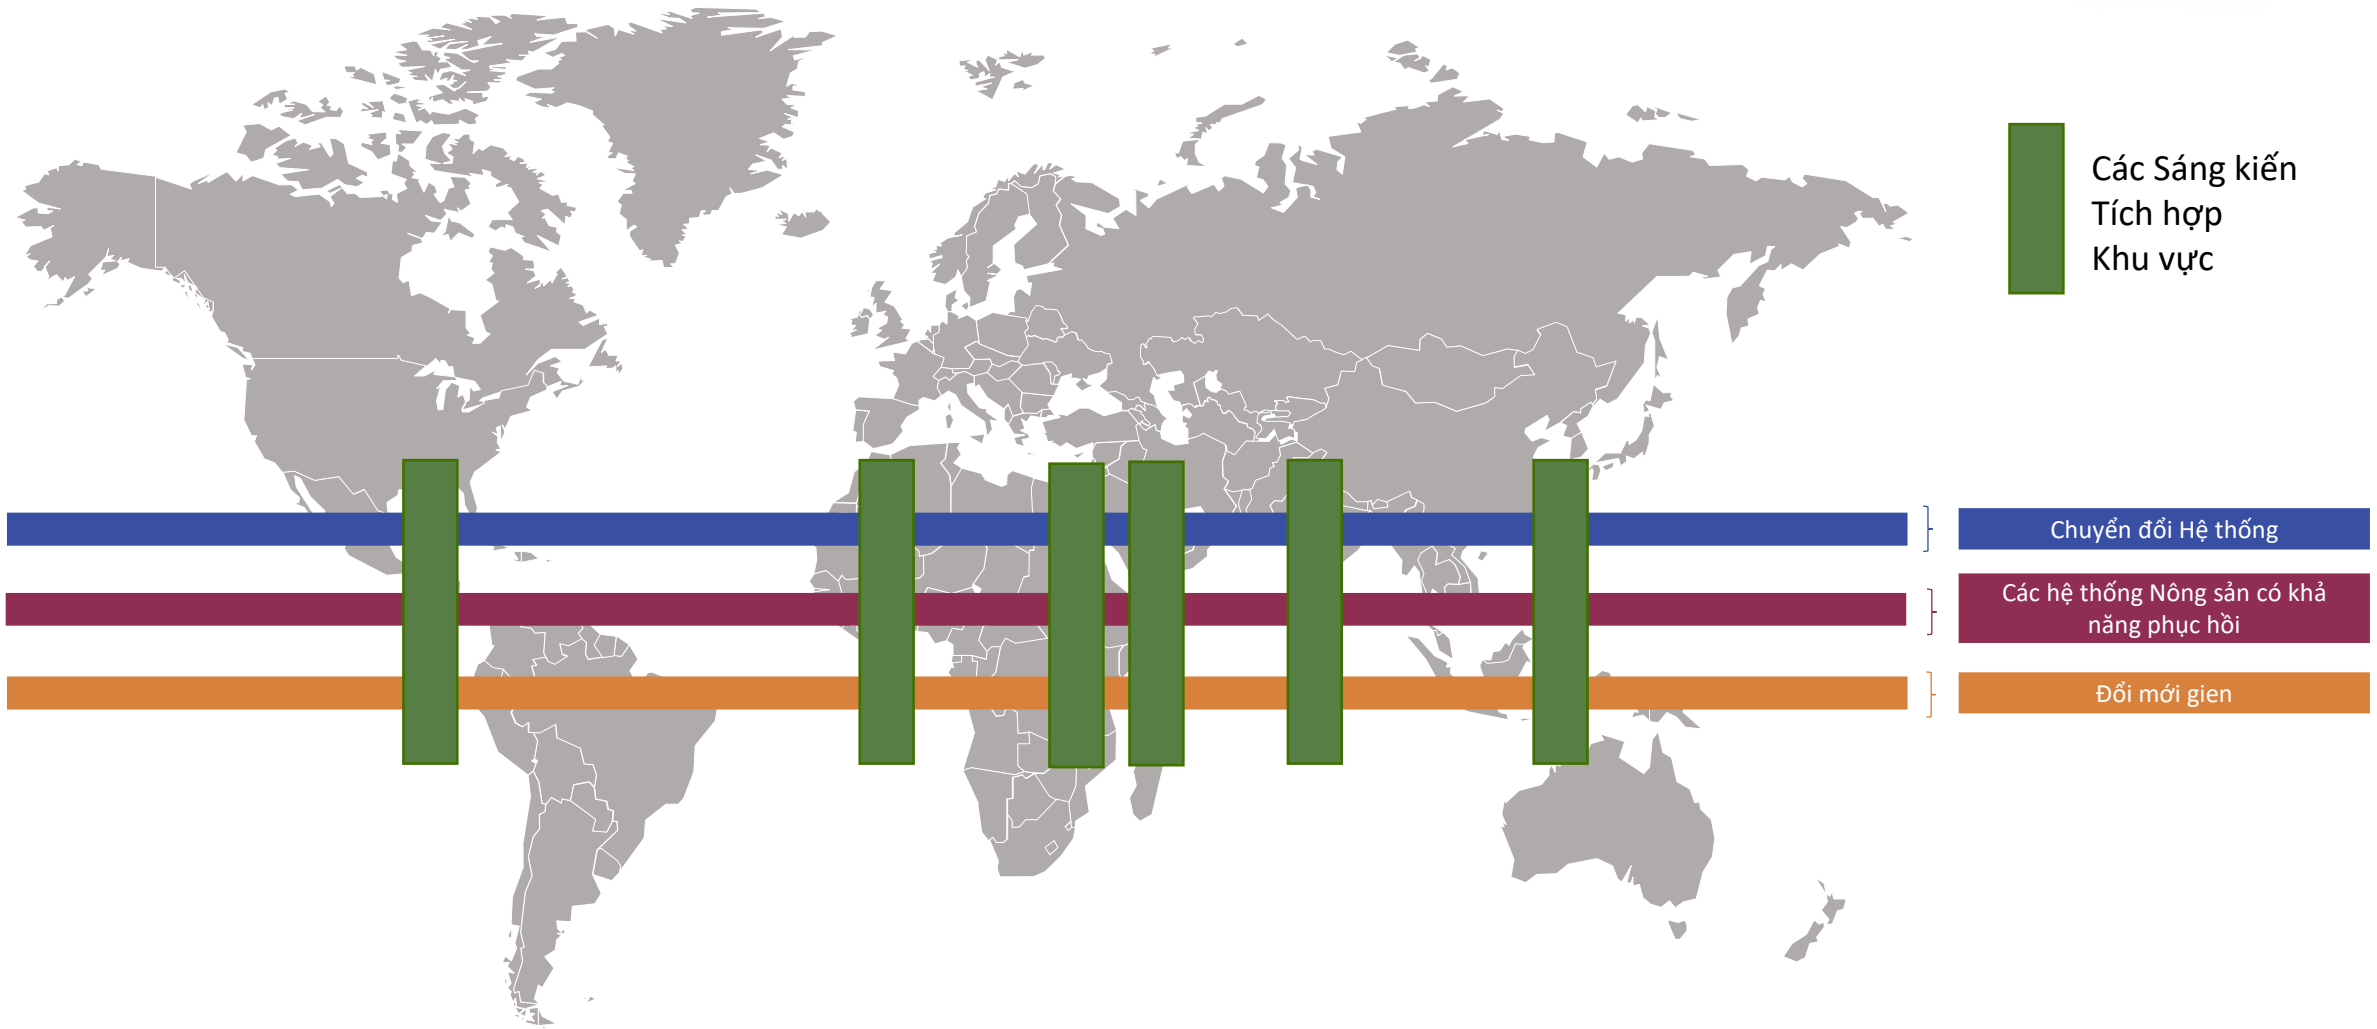 Các Sáng kiến
Tích hợp
Khu vực
Chuyển đổi Hệ thống
Các hệ thống Nông sản có khả
năng phục hồi
Đổi mới gien